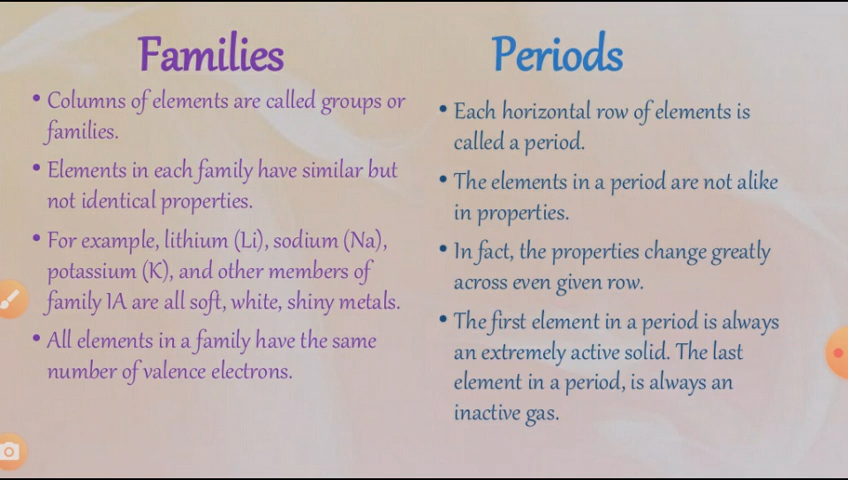 Families
• Columns of elements are called groups or
families.
• Elements in each family have similar but
not identical properties.
• For example, lithium (Li), sodium (Na),
potassium (K), and other members of
family IA are all soft, white, shiny metals.
• All elements in a family have the same
number of valence electrons.
Periods
• Each horizontal row of elements is
called a period.
• The elements in a period are not alike
in properties.
• In fact, the properties change greatly
across even given row.
• The first element in a period is always
an extremely active solid. The last
element in a period, is always an
inactive gas.